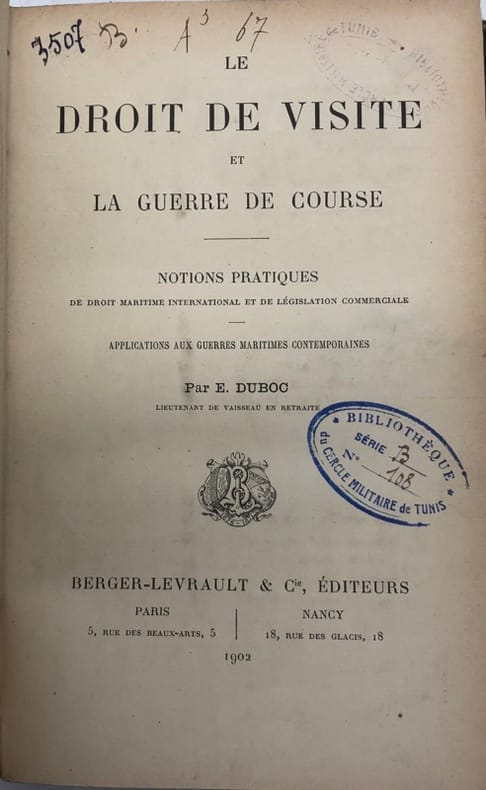 3507 B. A³ 67
LE
DROIT DE VISITE
ET
LA GUERRE DE COURSE
NOTIONS PRATIQUES
DE DROIT MARITIME INTERNATIONAL ET DE LÉGISLATION COMMERCIALE
APPLICATIONS AUX GUERRES MARITIMES CONTEMPORAINES
Par E. DUBOC
LIEUTENANT DE VAISSEAU EN RETRAITE
BIBLIOTHÈQUE
SÉRIE B
N° 108
du CERCLE MILITAIRE de TUNIS
BERGER-LEVRAULT & Cie, ÉDITEURS
PARIS
5, RUE DES BEAUX-ARTS, 5
NANCY
18, RUE DES GLACIS, 18
1902